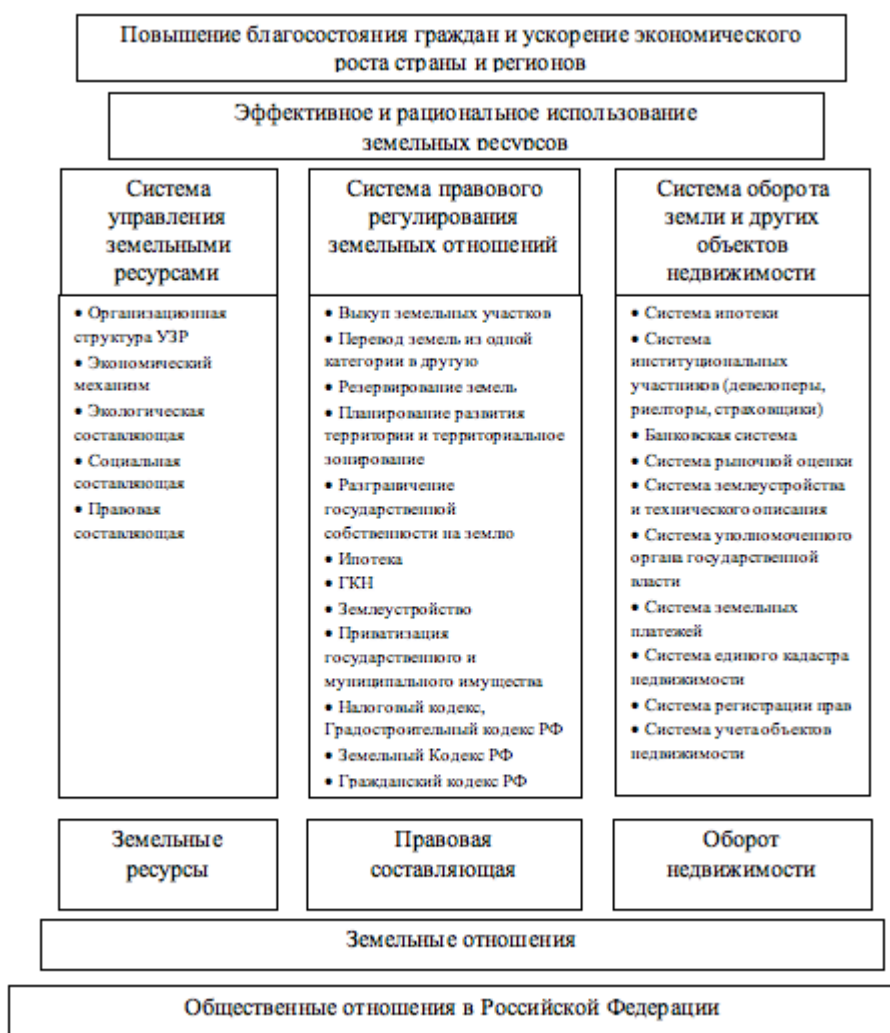 Повышение благосостояния граждан и ускорение экономического
роста страны и регионов
Эффективное и рациональное использование
земельных ресурсов
Система
управления
земельными
ресурсами
• Организационная
структура УЗР
• Экономический
механизм
• Экологическая
составляющая
• Социальная
составляющая
• Правовая
составляющая
Система правового
регулирования
земельных отношений
• Выкуп земельных участков
• Перевод земель из одной
категории в другую
• Резервирование земель
• Планирование развития
территории и территориальное
зонирование
• Разграничение
государственной
собственности на землю
• Ипотека
• ГКН
• Землеустройство
• Приватизация
государственного и
муниципального имущества
• Налоговый кодекс,
Градостроительный кодекс РФ
• Земельный Кодекс РФ
• Гражданский кодекс РФ
Система оборота
земли и других
объектов
недвижимости
• Система ипотеки
• Система
институциональных
участников (девелоперы,
риелторы, страховщики)
• Банковская система
• Система рыночной оценки
• Система землеустройства
и технического описания
• Система уполномоченного
органа государственной
власти
• Система земельных
платежей
• Система единого кадастра
недвижимости
• Система регистрации прав
• Система учета объектов
недвижимости
Земельные
ресурсы
Правовая
составляющая
Оборот
недвижимости
Земельные отношения
Общественные отношения в Российской Федерации